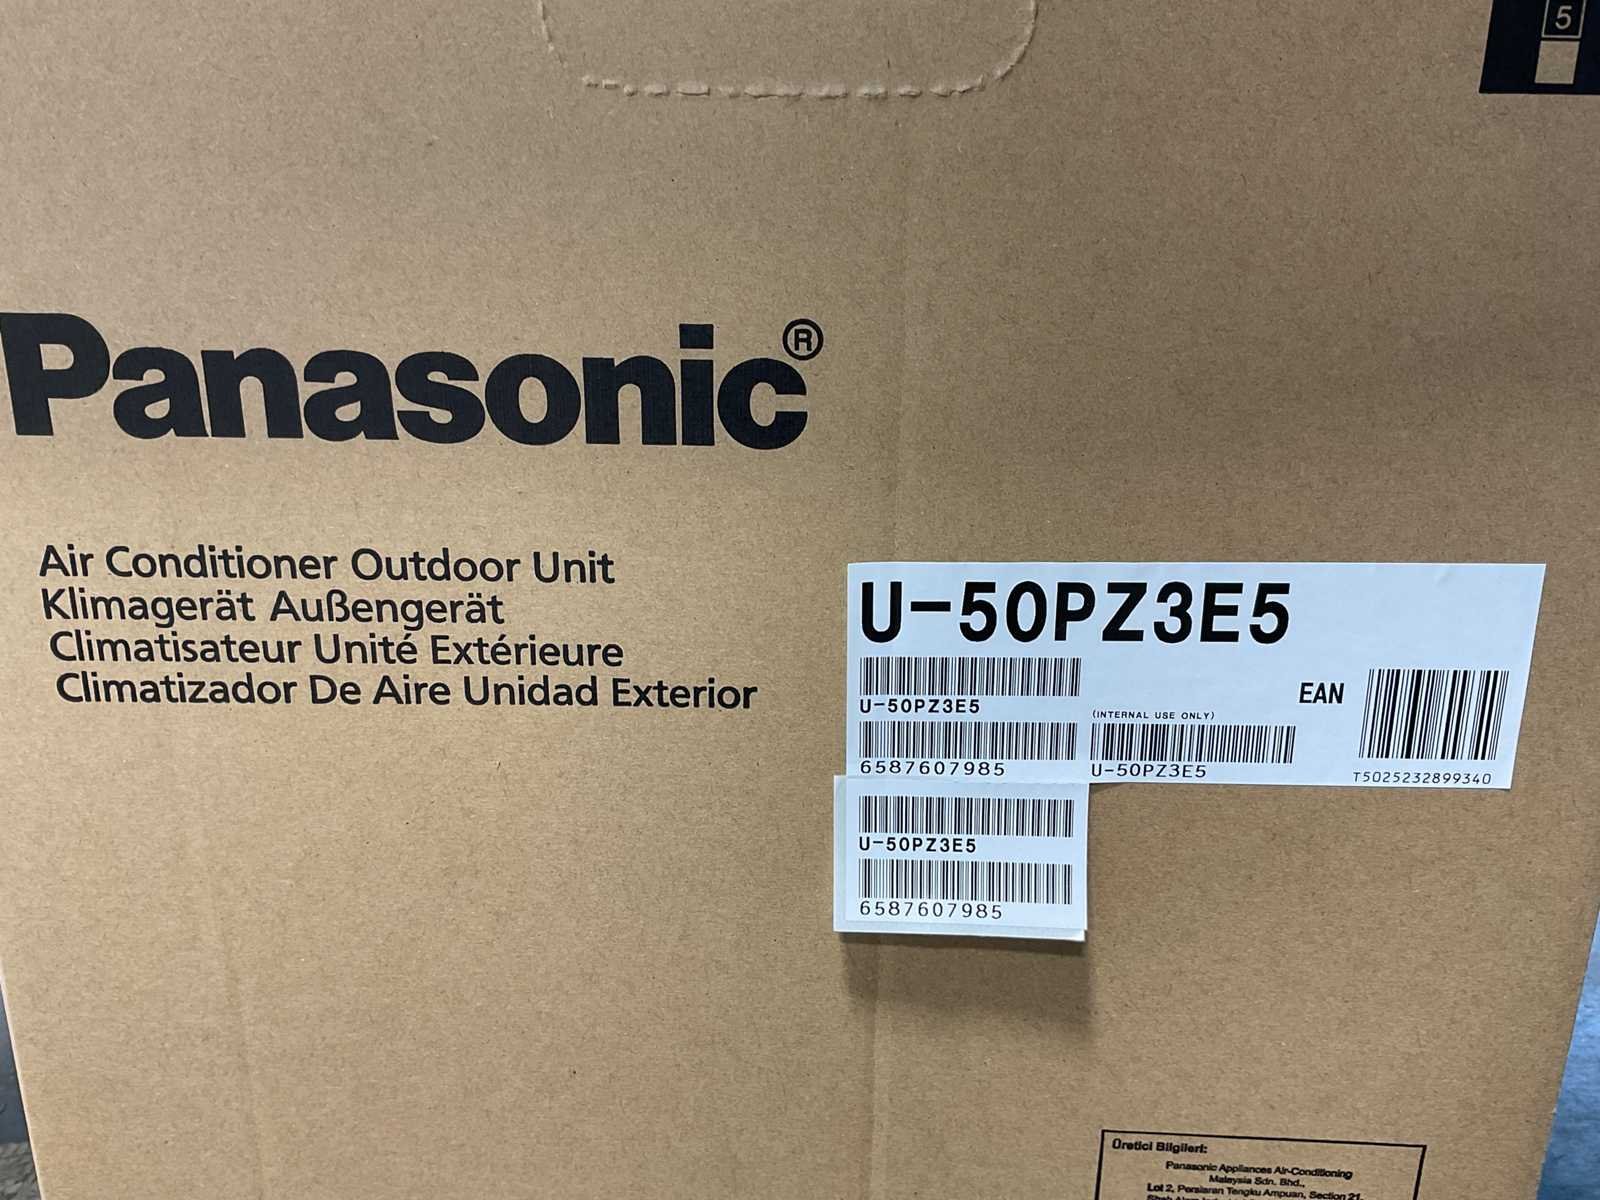 5
Panasonic®
Air Conditioner Outdoor Unit
Klimagerät Außengerät
Climatisateur Unité Extérieure
Climatizador De Aire Unidad Exterior
U-50PZ3E5
U-50PZ3E5
6587607985
(INTERNAL USE ONLY)
U-50PZ3E5
EAN
T5025232899340
U-50PZ3E5
6587607985
Üretici Bilgileri:
Panasonic Appliances Air-Conditioning
Malaysia Sdn. Bhd.,
Lot 2, Persiaran Tengku Ampuan, Section 21,